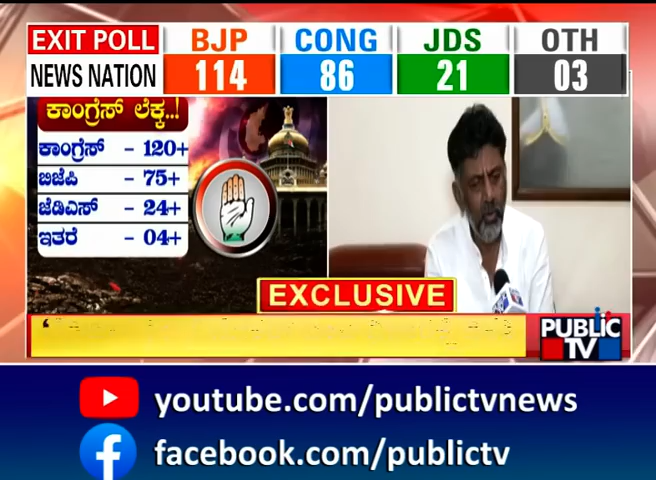 EXIT POLL BJP CONG JDS OTH
NEWS NATION 114 86 21 03
ಕಾಂಗ್ರೆಸ್ ಲೆಕ್ಕ..!
ಕಾಂಗ್ರೆಸ್ - 120+
ಬಿಜೆಪಿ - 75+
ಜೆಡಿಎಸ್ - 24+
ಇತರೆ - 04+
EXCLUSIVE
PUBLIC
TV
youtube.com/publictvnews
facebook.com/publictv